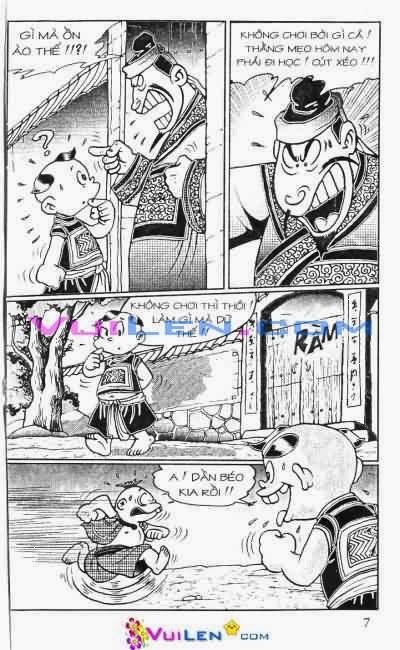 GÌ MÀ ỒN
ÀO THẾ !!?!
KHÔNG CHƠI BỜI GÌ CẢ !
THẰNG MẸO HÔM NAY
PHẢI ĐI HỌC ! CÚT XÉO !!!
?
KHÔNG CHƠI THÌ THÔI !
LÀM GÌ MÀ DỮ
THẾ
VUILEN.COM
RẦM
A ! DẦN BÉO
KIA RỒI !!
7
VUILEN.COM